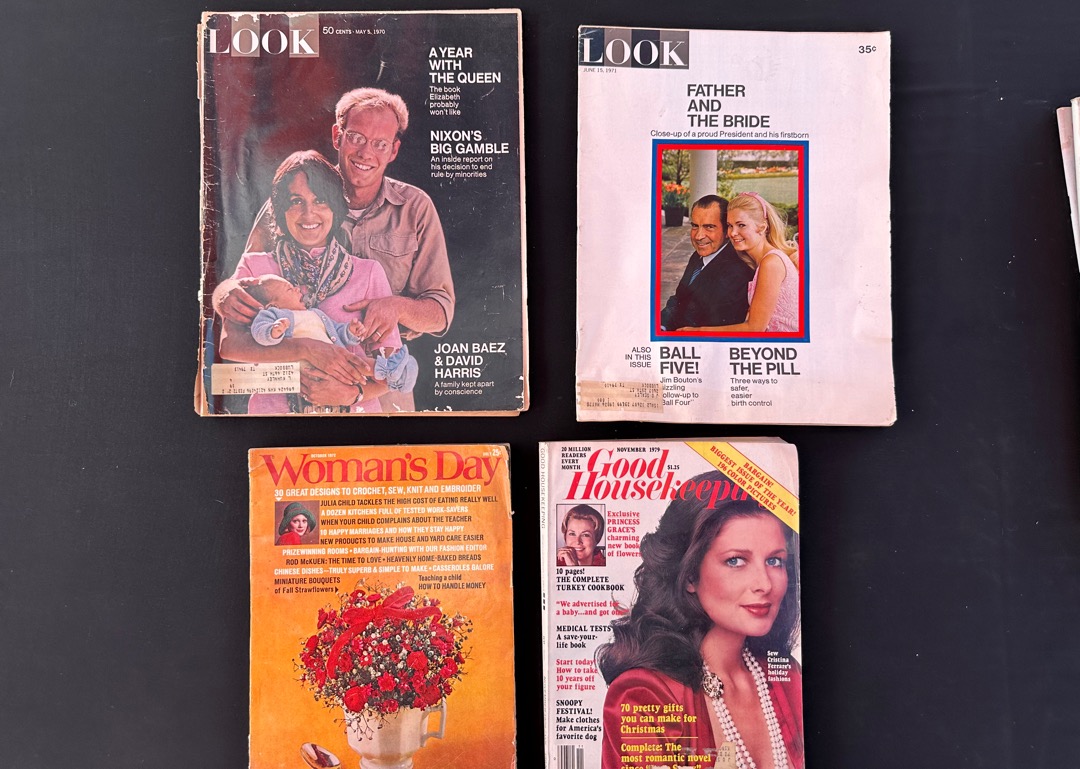 LOOK
50 CENTS · MAY 5, 1970
A YEAR
WITH
THE QUEEN
The book
Elizabeth
probably
won't like
NIXON'S
BIG GAMBLE
An inside report on
his decision to end
rule by minorities
JOAN BAEZ
& DAVID
HARRIS
A family kept apart
by conscience
LOOK
35¢
JUNE 15, 1971
FATHER
AND
THE BRIDE
Close-up of a proud President and his firstborn
ALSO
IN THIS
ISSUE
BALL
FIVE!
Jim Bouton's
sizzling
follow-up to
"Ball Four"
BEYOND
THE PILL
Three ways to
safer,
easier
birth control
OCTOBER
25¢
Woman's Day
30 GREAT DESIGNS TO CROCHET, SEW, KNIT AND EMBROIDER
JULIA CHILD TACKLES THE HIGH COST OF EATING REALLY WELL
A DOZEN KITCHENS FULL OF TESTED WORK-SAVERS
WHEN YOUR CHILD COMPLAINS ABOUT THE TEACHER
10 HAPPY MARRIAGES AND HOW THEY STAY HAPPY
NEW PRODUCTS TO MAKE HOUSE AND YARD CARE EASIER
PRIZEWINNING ROOMS • BARGAIN-HUNTING WITH OUR FASHION EDITOR
ROD McKUEN: THE TIME TO LOVE • HEAVENLY HOME-BAKED BREADS
CHINESE DISHES—TRULY SUPERB & SIMPLE TO MAKE • CASSEROLES GALORE
MINIATURE BOUQUETS
of Fall Strawflowers
Teaching a child
HOW TO HANDLE MONEY
GOOD HOUSEKEEPING
20 MILLION
READERS
EVERY
MONTH
NOVEMBER 1979
$1.25
Good
Housekeepi
BARGAIN!
BIGGEST ISSUE OF THE YEAR!
196 COLOR PICTURES
Exclusive
PRINCESS
GRACE'S
charming
new book
of flowers
10 pages!
THE COMPLETE
TURKEY COOKBOOK
"We advertised for
a baby...and got
MEDICAL TESTS
A save-your-
life book
Start today
How to take
10 years off
your figure
SNOOPY
FESTIVAL!
Make clothes
for America's
favorite dog
Sew
Cristina
Ferrare's
holiday
fashions
70 pretty gifts
you can make for
Christmas
Complete: The
most romantic novel
since